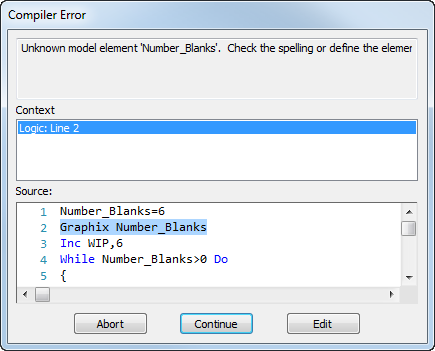 Compiler Error
Unknown model element 'Number_Blanks'.  Check the spelling or define the elemer
Context
Logic: Line 2
Source:
1 Number_Blanks=6
2 Graphix Number_Blanks
3 Inc WIP,6
4 While Number_Blanks>0 Do
5 {
Abort Continue Edit